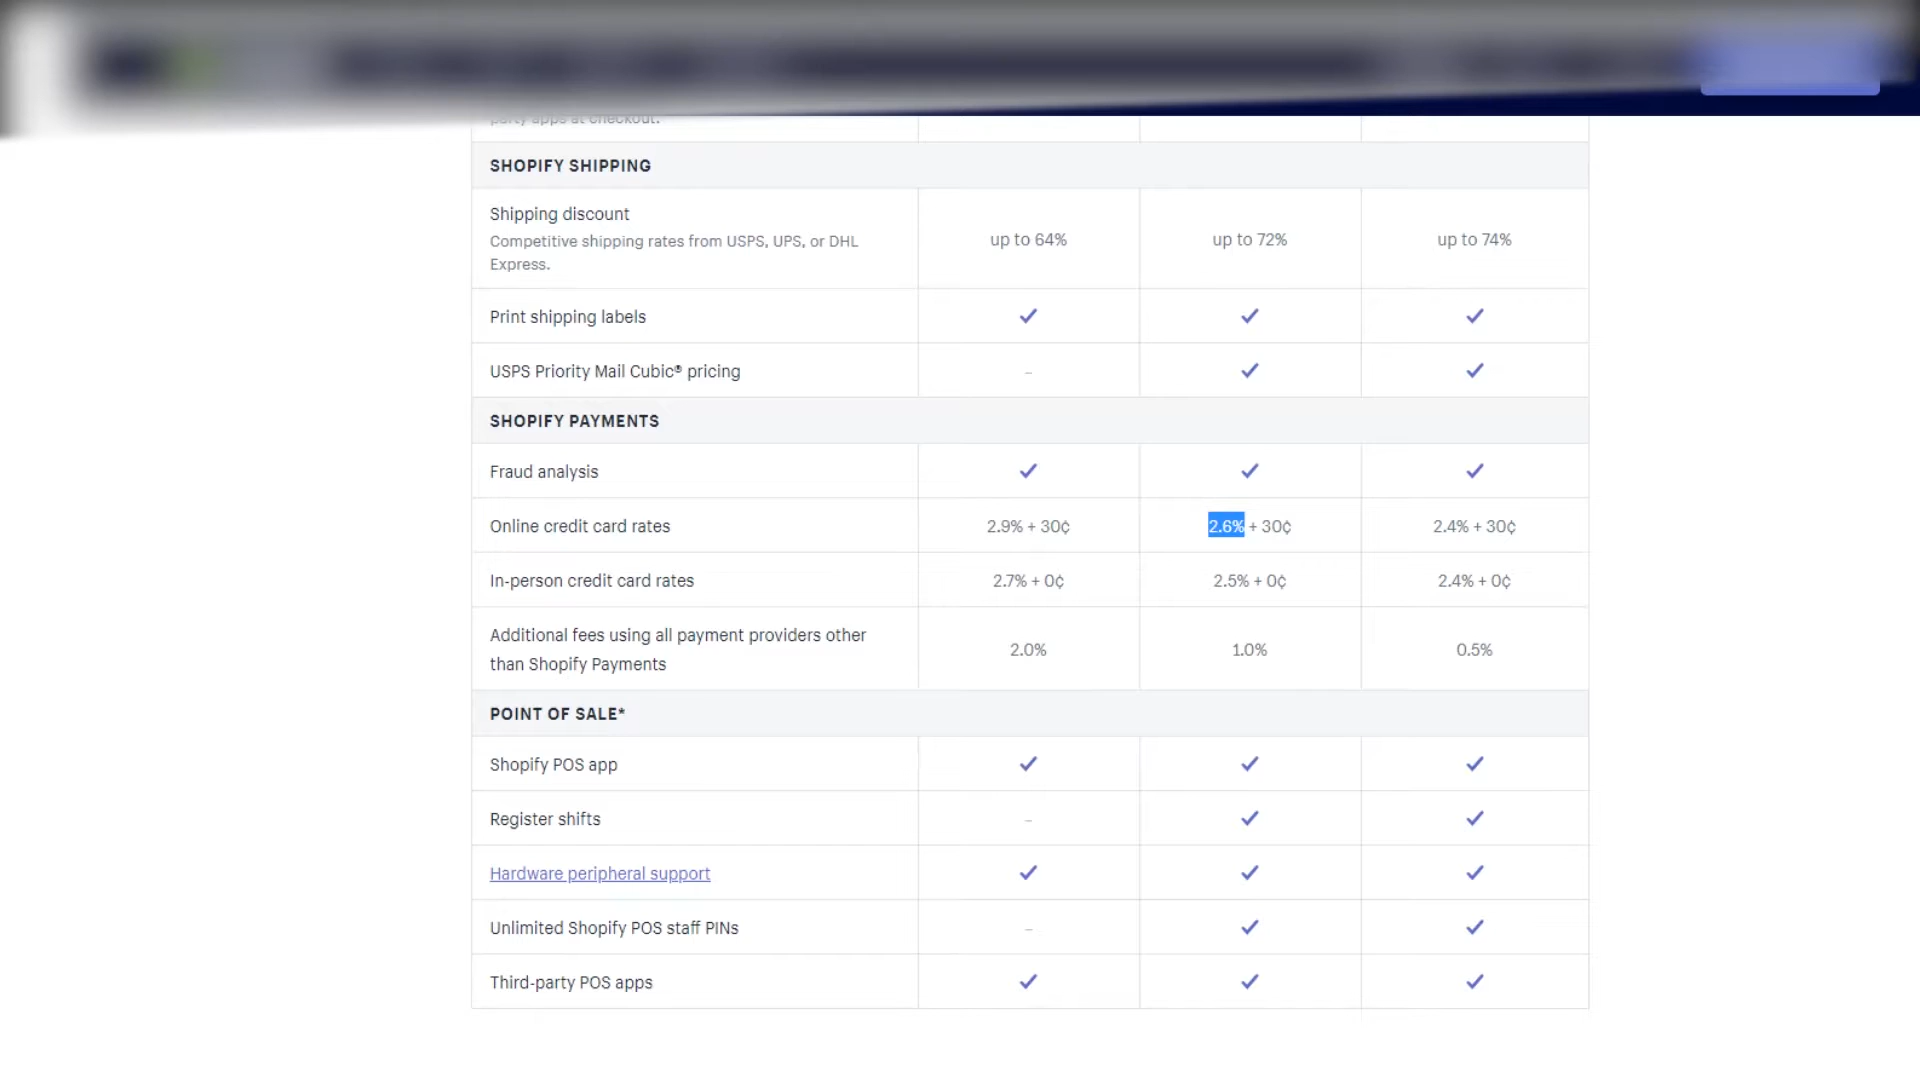 party apps at checkout.
SHOPIFY SHIPPING
Shipping discount
Competitive shipping rates from USPS, UPS, or DHL
Express.
up to 64%
up to 72%
up to 74%
Print shipping labels
USPS Priority Mail Cubic® pricing
–
SHOPIFY PAYMENTS
Fraud analysis
Online credit card rates
2.9% + 30¢
2.6% + 30¢
2.4% + 30¢
In-person credit card rates
2.7% + 0¢
2.5% + 0¢
2.4% + 0¢
Additional fees using all payment providers other
than Shopify Payments
2.0%
1.0%
0.5%
POINT OF SALE*
Shopify POS app
Register shifts
–
Hardware peripheral support
Unlimited Shopify POS staff PINs
–
Third-party POS apps